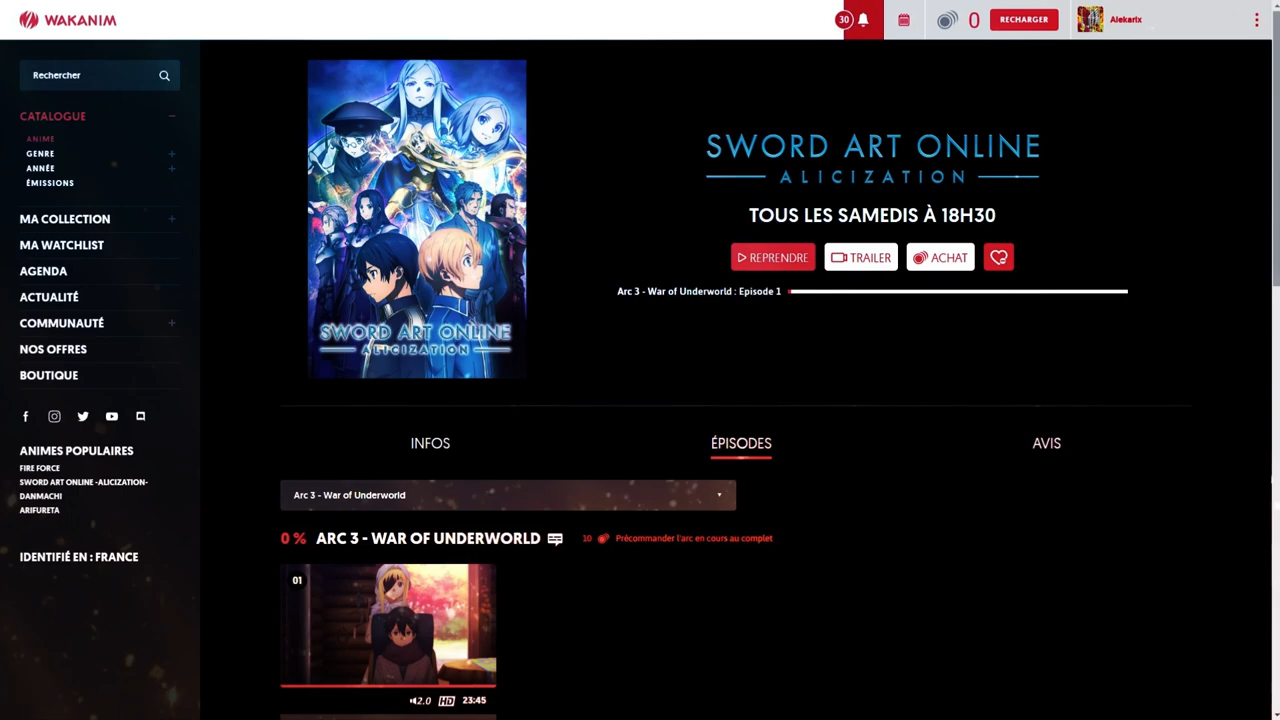 WAKANIM
30
0
RECHARGER
Alekarix
Rechercher
CATALOGUE
ANIME
GENRE
ANNÉE
ÉMISSIONS
MA COLLECTION
MA WATCHLIST
AGENDA
ACTUALITÉ
COMMUNAUTÉ
NOS OFFRES
BOUTIQUE
ANIMES POPULAIRES
FIRE FORCE
SWORD ART ONLINE -ALICIZATION-
DANMACHI
ARIFURETA
IDENTIFIÉ EN : FRANCE
SWORD ART ONLINE
ALICIZATION
SWORD ART ONLINE
ALICIZATION
TOUS LES SAMEDIS À 18H30
REPRENDRE
TRAILER
ACHAT
Arc 3 - War of Underworld : Episode 1
INFOS
ÉPISODES
AVIS
Arc 3 - War of Underworld
0 % ARC 3 - WAR OF UNDERWORLD 10 Précommander l'arc en cours au complet
01
2.0 HD 23:45